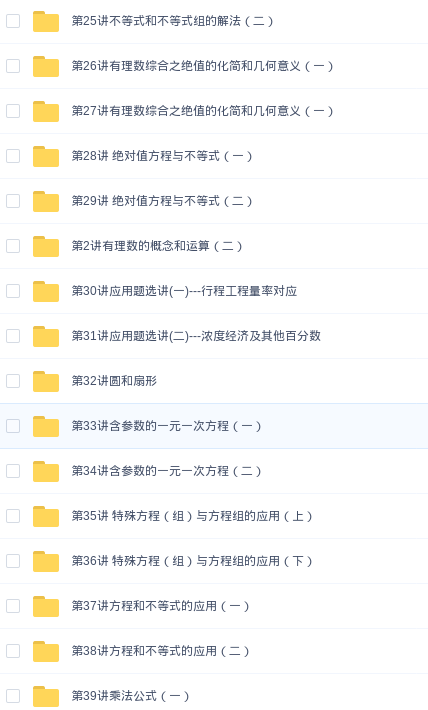 第25讲不等式和不等式组的解法（二）
第26讲有理数综合之绝值的化简和几何意义（一）
第27讲有理数综合之绝值的化简和几何意义（一）
第28讲 绝对值方程与不等式（一）
第29讲 绝对值方程与不等式（二）
第2讲有理数的概念和运算（二）
第30讲应用题选讲(一)---行程工程量率对应
第31讲应用题选讲(二)---浓度经济及其他百分数
第32讲圆和扇形
第33讲含参数的一元一次方程（一）
第34讲含参数的一元一次方程（二）
第35讲 特殊方程（组）与方程组的应用（上）
第36讲 特殊方程（组）与方程组的应用（下）
第37讲方程和不等式的应用（一）
第38讲方程和不等式的应用（二）
第39讲乘法公式（一）